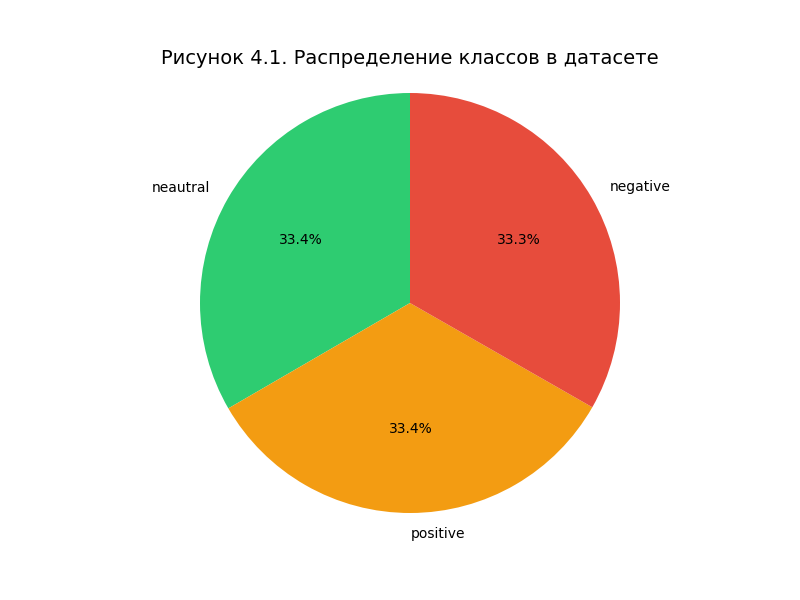 Рисунок 4.1. Распределение классов в датасете
neautral
negative
33.4%
33.3%
33.4%
positive